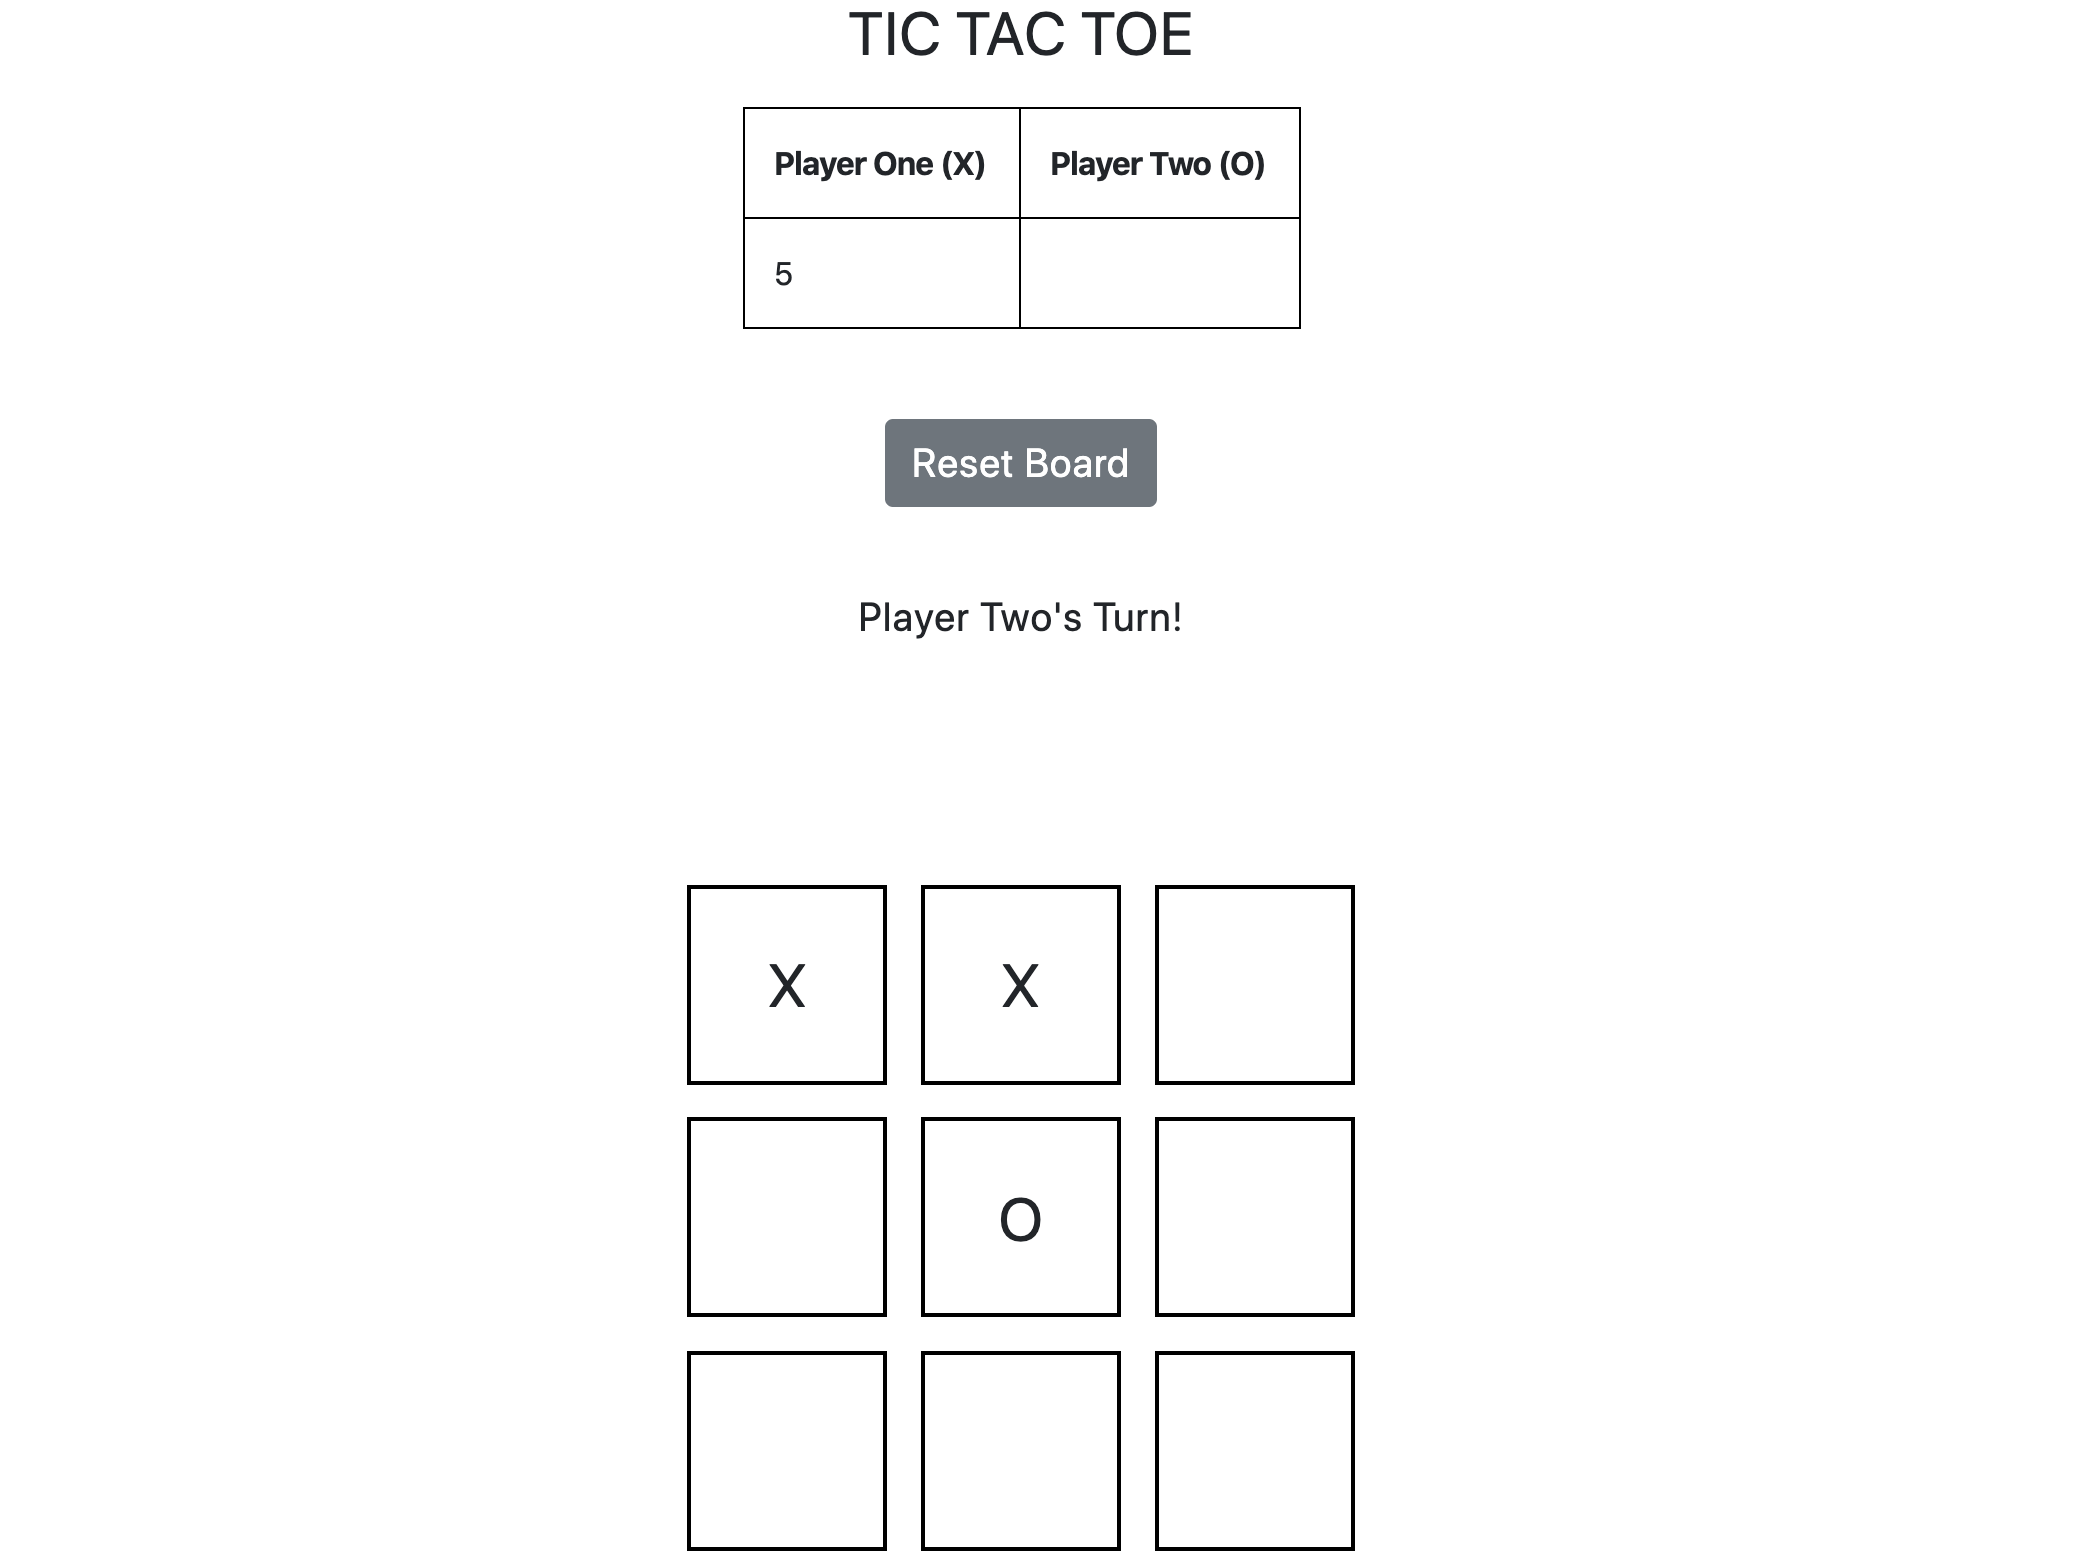 TIC TAC TOE
Player One (X) Player Two (O)
5
Reset Board
Player Two's Turn!
X X
O